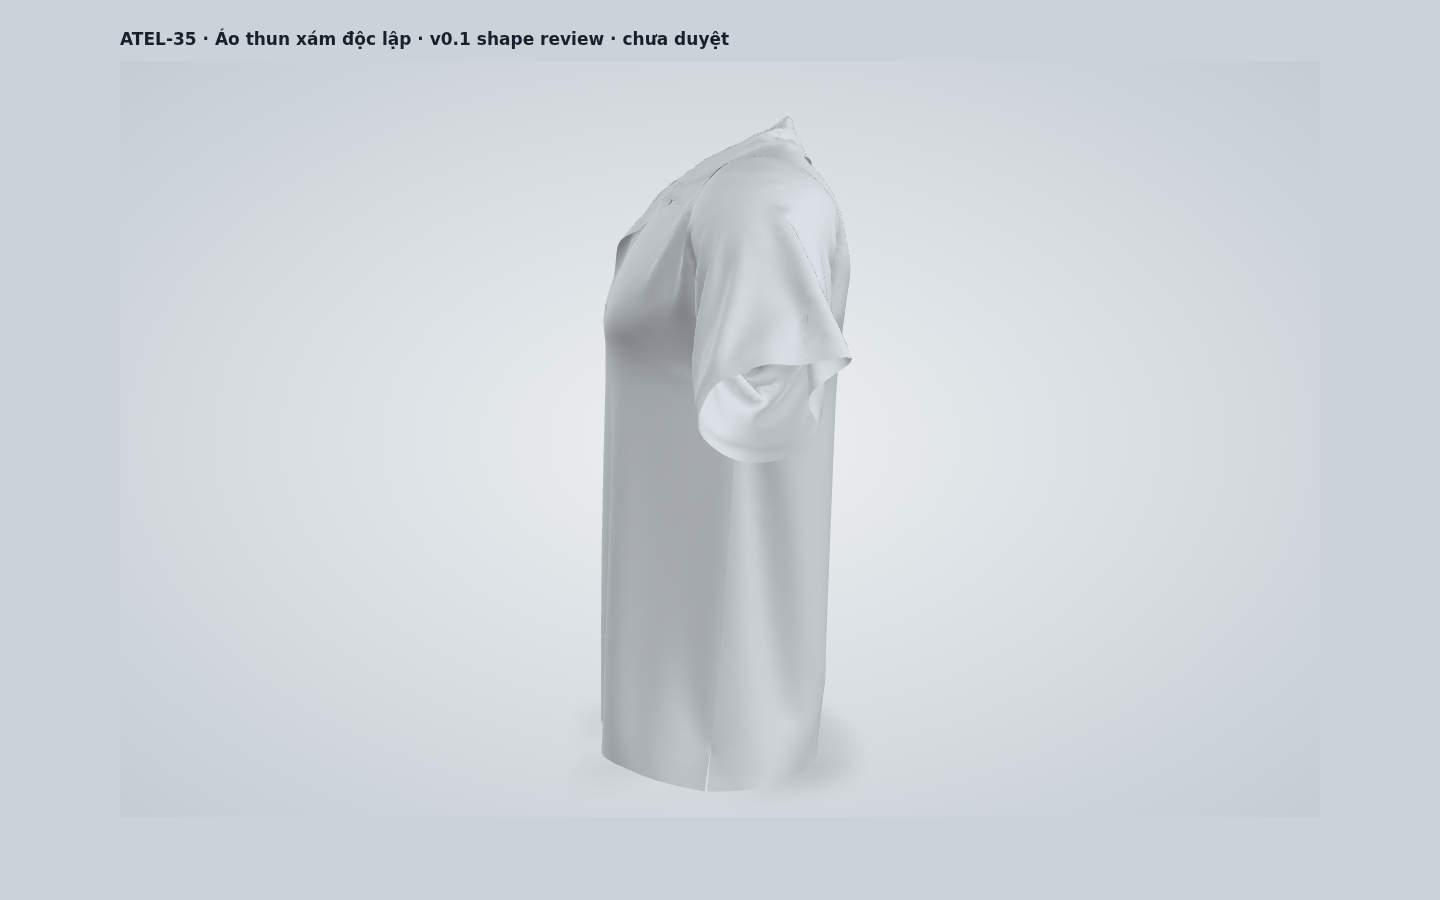 ATEL-35 · Áo thun xám độc lập · v0.1 shape review · chưa duyệt